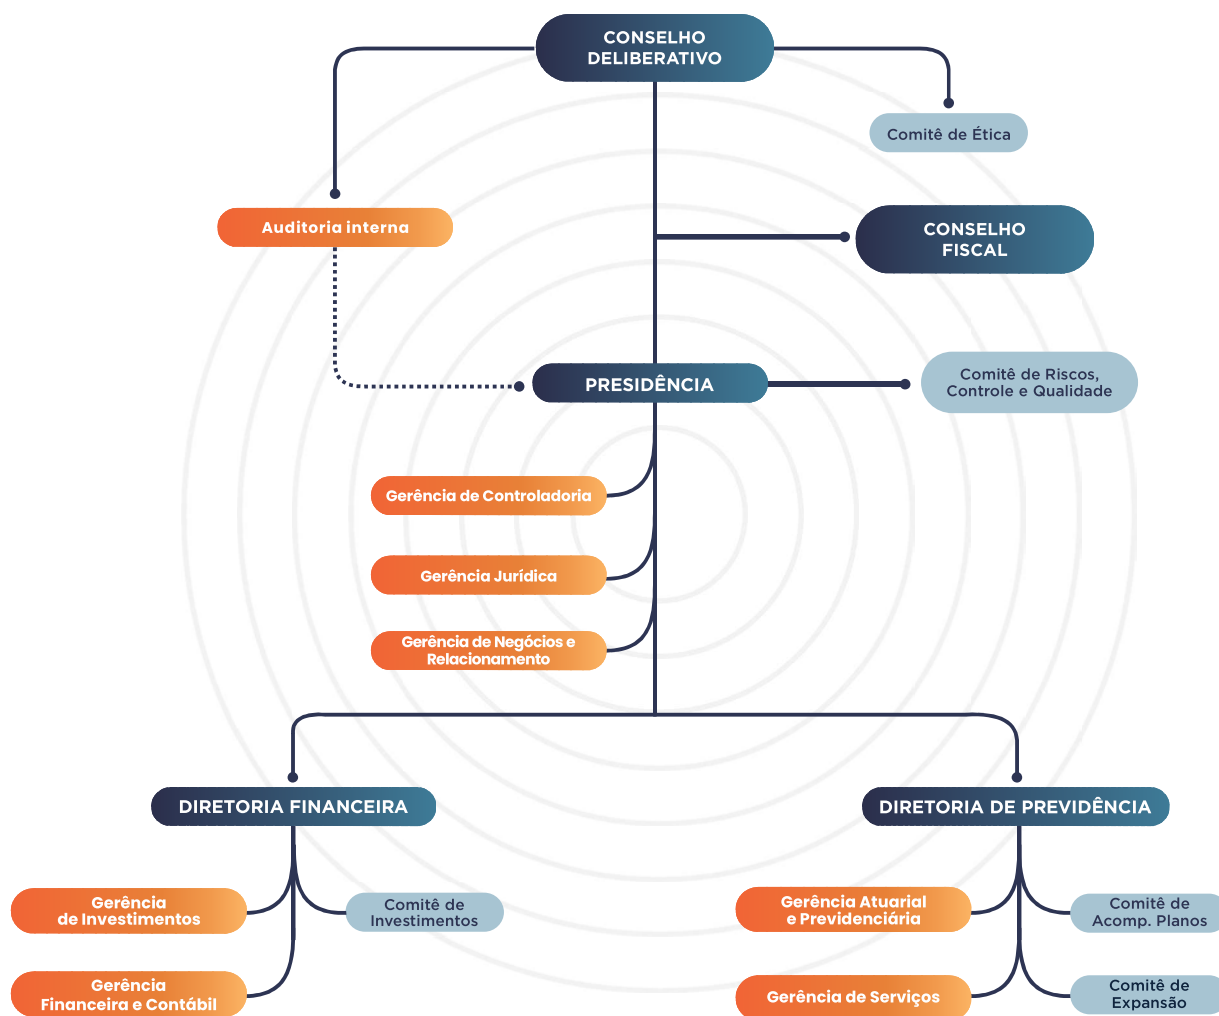 CONSELHO
DELIBERATIVO
Comitê de Ética
Auditoria interna
CONSELHO
FISCAL
PRESIDÊNCIA
Comitê de Riscos,
Controle e Qualidade
Gerência de Controladoria
Gerência Jurídica
Gerência de Negócios e
Relacionamento
DIRETORIA FINANCEIRA
DIRETORIA DE PREVIDÊNCIA
Gerência
de Investimentos
Comitê de
Investimentos
Gerência Atuarial
e Previdenciária
Comitê de
Acomp. Planos
Gerência
Financeira e Contábil
Gerência de Serviços
Comitê de
Expansão